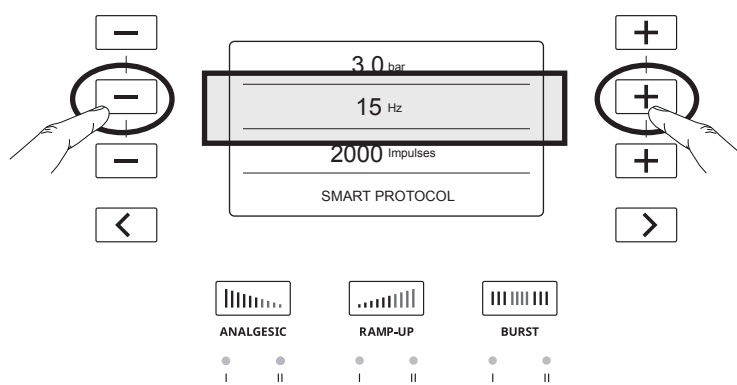 3.0 bar
15 Hz
2000 Impulses
SMART PROTOCOL
ANALGESIC RAMP-UP BURST
I II I II I II